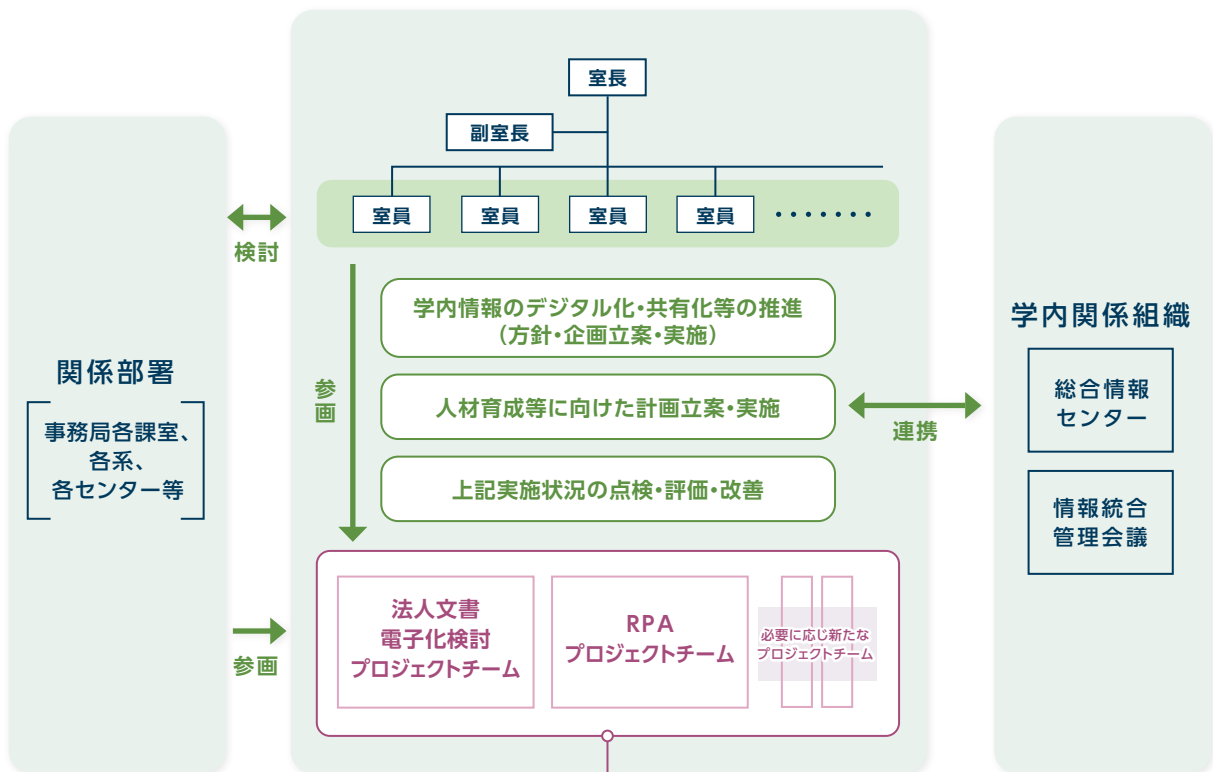 室長
副室長
室員
室員
室員
室員
・・・・・・・
検討
学内情報のデジタル化・共有化等の推進
（方針・企画立案・実施）
参画
人材育成等に向けた計画立案・実施
連携
上記実施状況の点検・評価・改善
関係部署
事務局各課室、
各系、
各センター等
学内関係組織
総合情報
センター
情報統合
管理会議
参画
法人文書
電子化検討
プロジェクトチーム
RPA
プロジェクトチーム
必要に応じ新たな
プロジェクトチーム